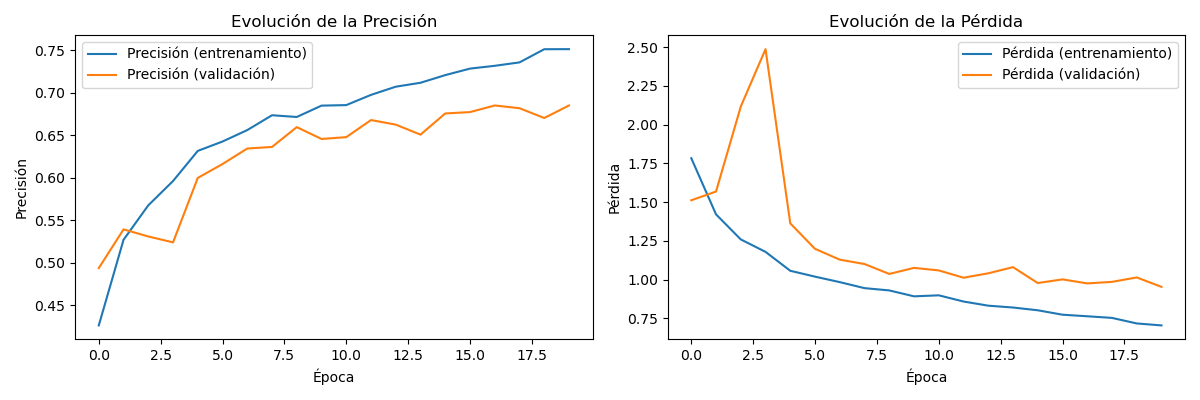 Evolución de la Precisión
Precisión (entrenamiento)
Precisión (validación)
Precisión
0.75
0.70
0.65
0.60
0.55
0.50
0.45
0.0 2.5 5.0 7.5 10.0 12.5 15.0 17.5
Época
Evolución de la Pérdida
Pérdida (entrenamiento)
Pérdida (validación)
Pérdida
2.50
2.25
2.00
1.75
1.50
1.25
1.00
0.75
0.0 2.5 5.0 7.5 10.0 12.5 15.0 17.5
Época